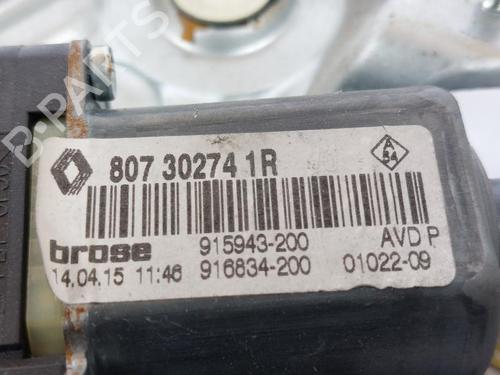 807 30274 1R
A
54
brose
915943-200
AVD P
14.04.15 11:46
916834-200
01022-09
B-PARTS